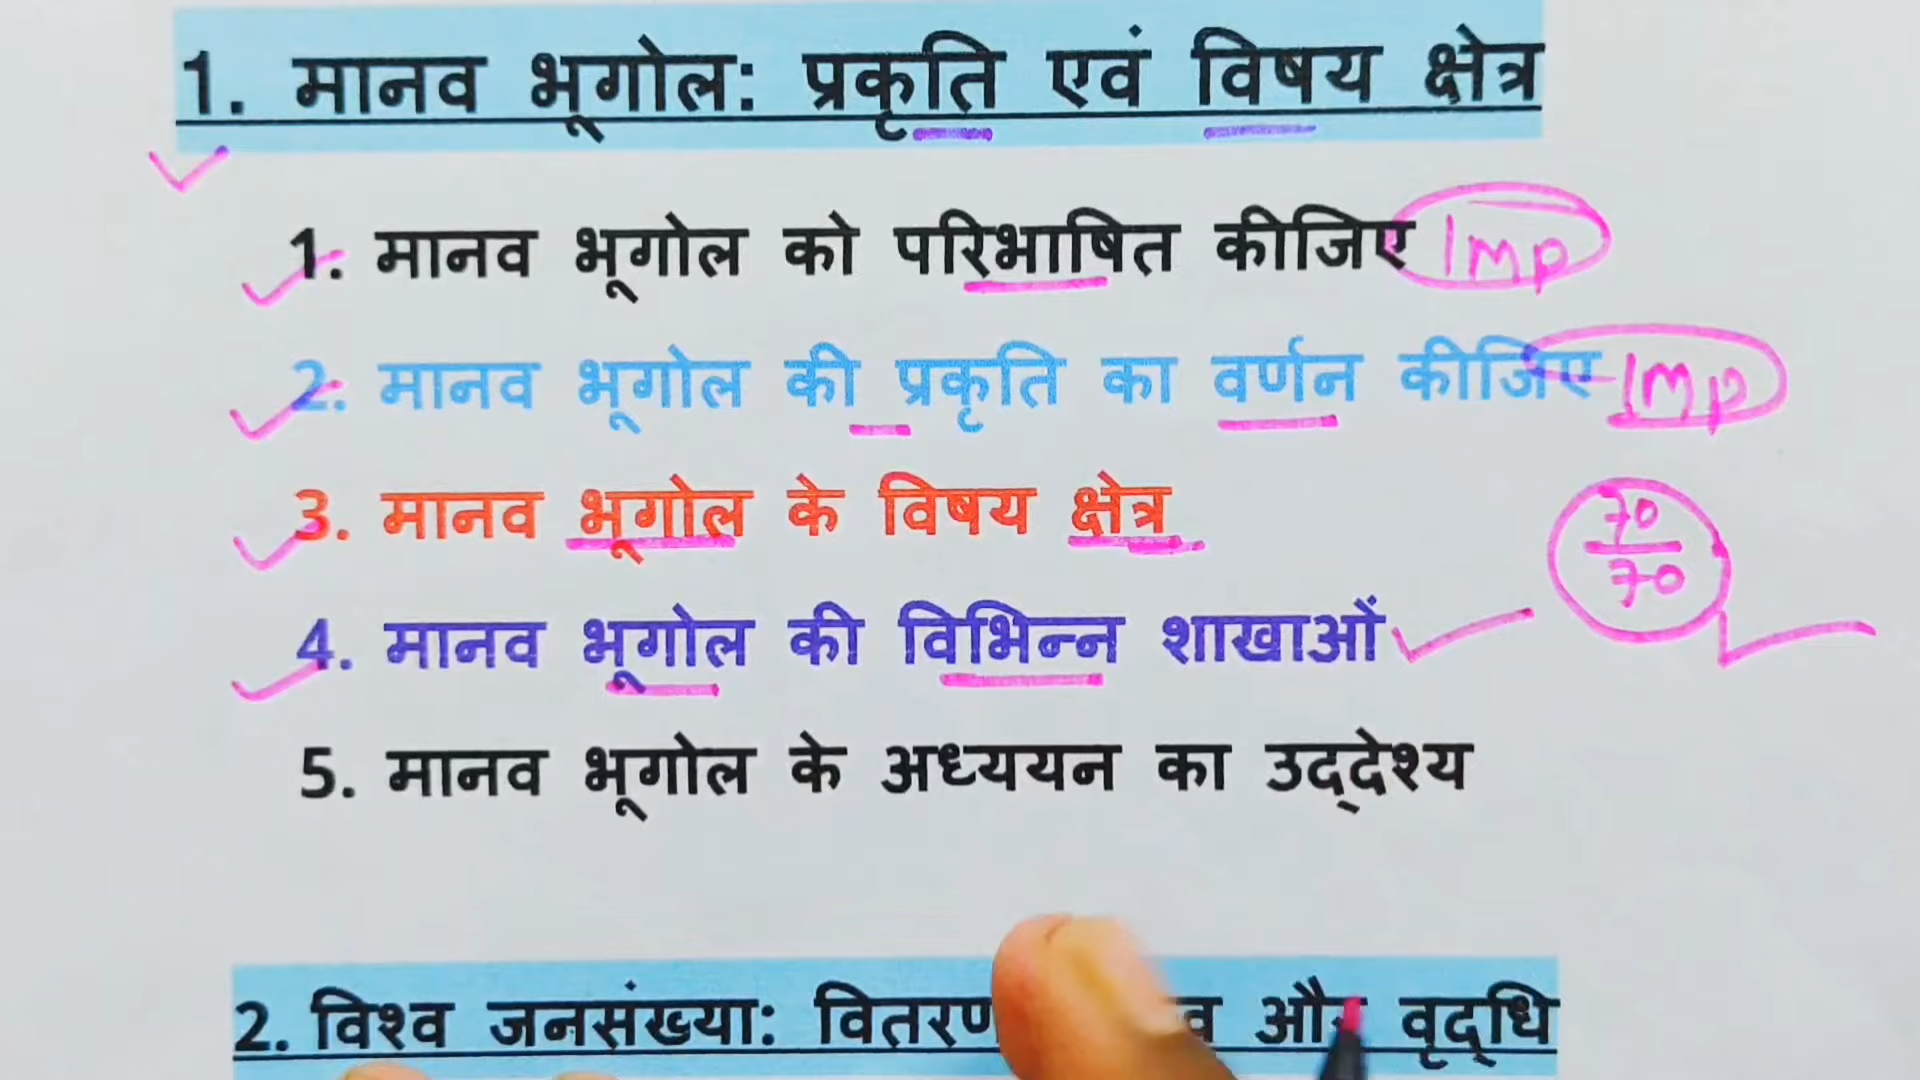 1. मानव भूगोल: प्रकृति एवं विषय क्षेत्र
1. मानव भूगोल को परिभाषित कीजिए Imp
2. मानव भूगोल की प्रकृति का वर्णन कीजिए Imp
3. मानव भूगोल के विषय क्षेत्र
70
70
4. मानव भूगोल की विभिन्न शाखाओं
5. मानव भूगोल के अध्ययन का उद्देश्य
2. विश्व जनसंख्या: वितरण और वृद्धि